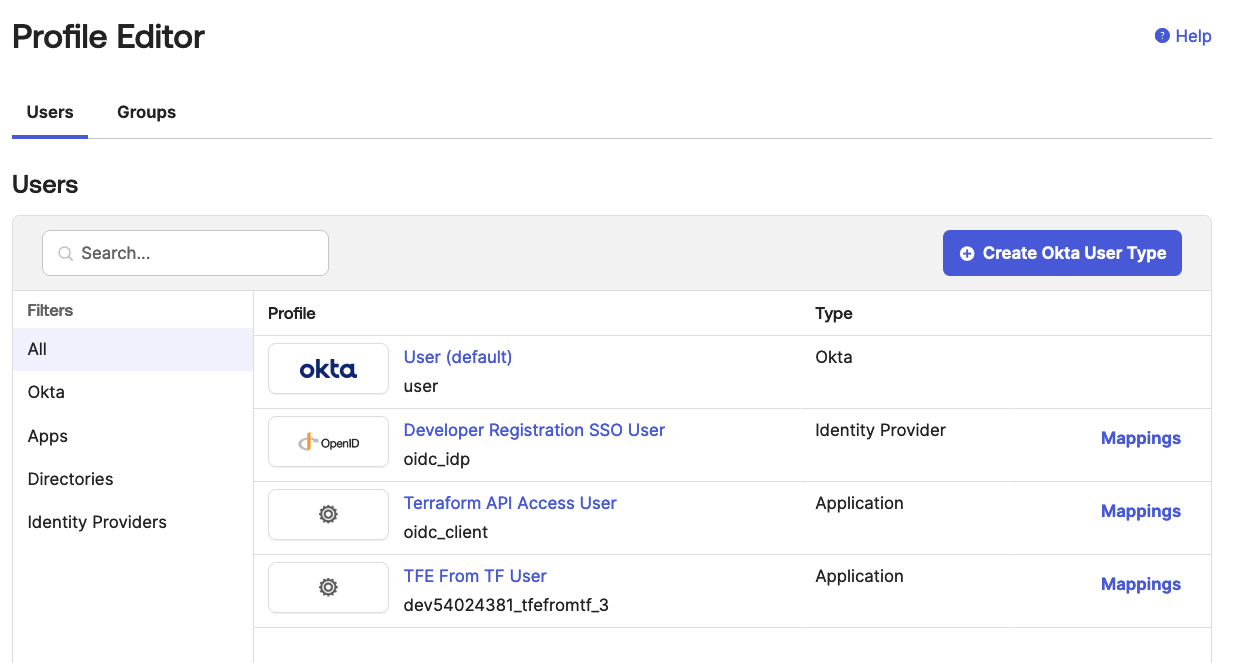 Profile Editor
? Help
Users Groups
Users
Search...
Create Okta User Type
Filters
All
Okta
Apps
Directories
Identity Providers
Profile Type
okta User (default) Okta
user
OpenID Developer Registration SSO User Identity Provider Mappings
oidc_idp
Terraform API Access User Application Mappings
oidc_client
TFE From TF User Application Mappings
dev54024381_tfefromtf_3